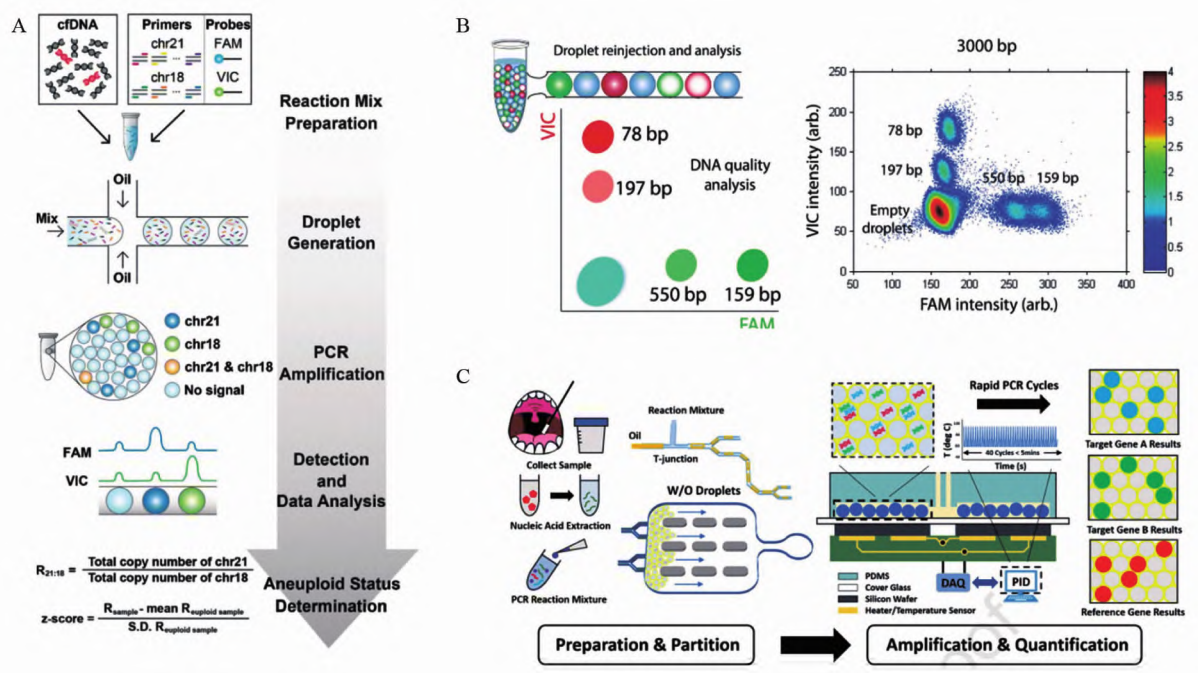 A
cfDNA
Primers
Probes
chr21
chr18
FAM
VIC
Reaction Mix
Preparation
Oil
Mix
Oil
Droplet
Generation
chr21
chr18
chr21 & chr18
No signal
PCR
Amplification
FAM
VIC
Detection
and
Data Analysis
R21:18 = Total copy number of chr21
Total copy number of chr18
z-score = Rsample - mean Reuploid sample
S.D. Reuploid sample
Aneuploid Status
Determination
B
Droplet reinjection and analysis
VIC
78 bp
197 bp
DNA quality
analysis
550 bp
159 bp
FAM
3000 bp
VIC intensity (arb.)
250
200
150
100
50
0
78 bp
197 bp
Empty
droplets
550 bp
159 bp
50
100
150
200
250
300
350
400
FAM intensity (arb.)
4
3.5
3
2.5
2
1.5
1
0.5
0
C
Collect Sample
Nucleic Acid Extraction
PCR Reaction Mixture
Reaction Mixture
Oil
T-junction
W/O Droplets
Rapid PCR Cycles
T (deg C)
40 Cycles < 5mins
Time (s)
PDMS
Cover Glass
Silicon Wafer
Heater/Temperature Sensor
DAQ
PID
Target Gene A Results
Target Gene B Results
Reference Gene Results
Preparation & Partition
Amplification & Quantification